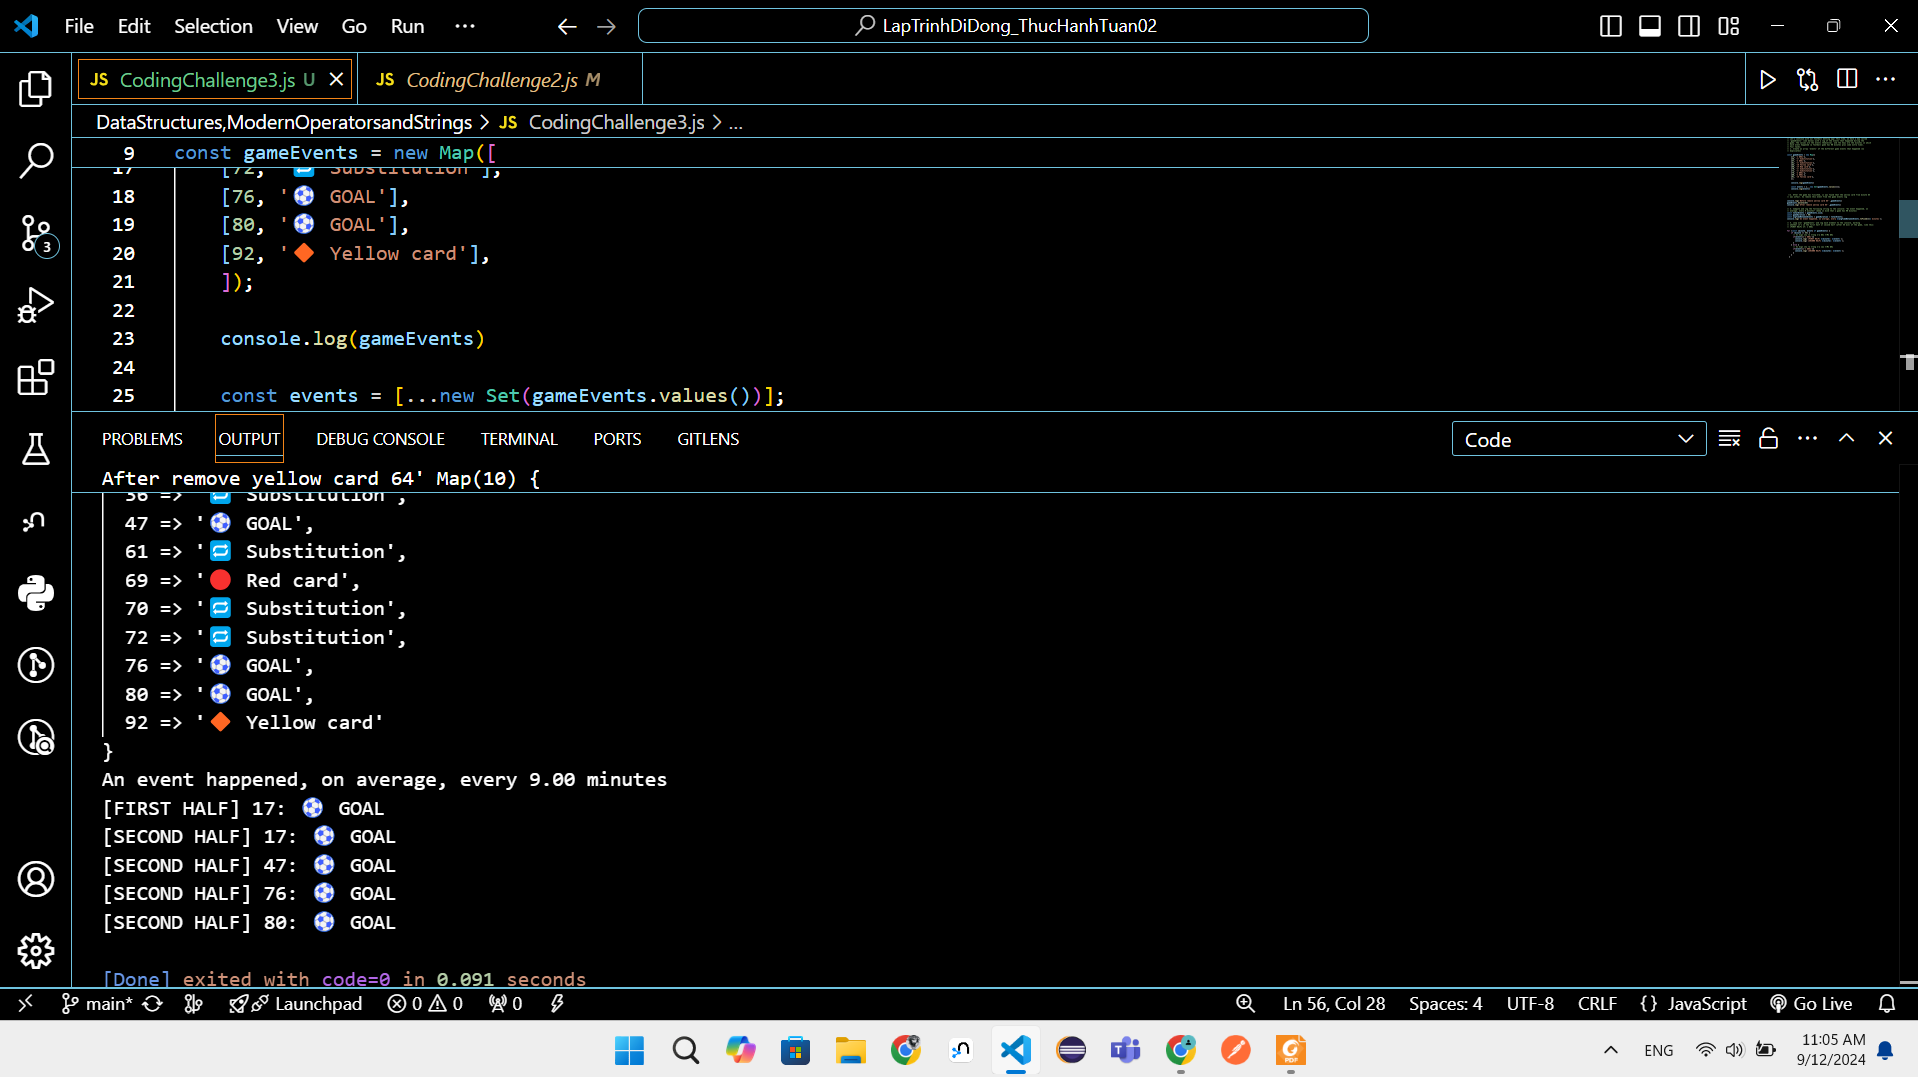 File Edit Selection View Go Run ··· LapTrinhDiDong_ThucHanhTuan02
JS CodingChallenge3.js U JS CodingChallenge2.js M
DataStructures,ModernOperatorsandStrings > JS CodingChallenge3.js > ...
9 const gameEvents = new Map([
17 [72, '🔁 Substitution'],
18 [76, '⚽ GOAL'],
19 [80, '⚽ GOAL'],
20 [92, '🔶 Yellow card'],
21 ]);
22
23 console.log(gameEvents)
24
25 const events = [...new Set(gameEvents.values())];
PROBLEMS OUTPUT DEBUG CONSOLE TERMINAL PORTS GITLENS Code
After remove yellow card 64' Map(10) {
36 => '🔁 Substitution',
47 => '⚽ GOAL',
61 => '🔁 Substitution',
69 => '🔴 Red card',
70 => '🔁 Substitution',
72 => '🔁 Substitution',
76 => '⚽ GOAL',
80 => '⚽ GOAL',
92 => '🔶 Yellow card'
}
An event happened, on average, every 9.00 minutes
[FIRST HALF] 17: ⚽ GOAL
[SECOND HALF] 17: ⚽ GOAL
[SECOND HALF] 47: ⚽ GOAL
[SECOND HALF] 76: ⚽ GOAL
[SECOND HALF] 80: ⚽ GOAL
[Done] exited with code=0 in 0.091 seconds
3
main* Launchpad 0 0 0 Ln 56, Col 28 Spaces: 4 UTF-8 CRLF {} JavaScript Go Live
ENG 11:05 AM
9/12/2024